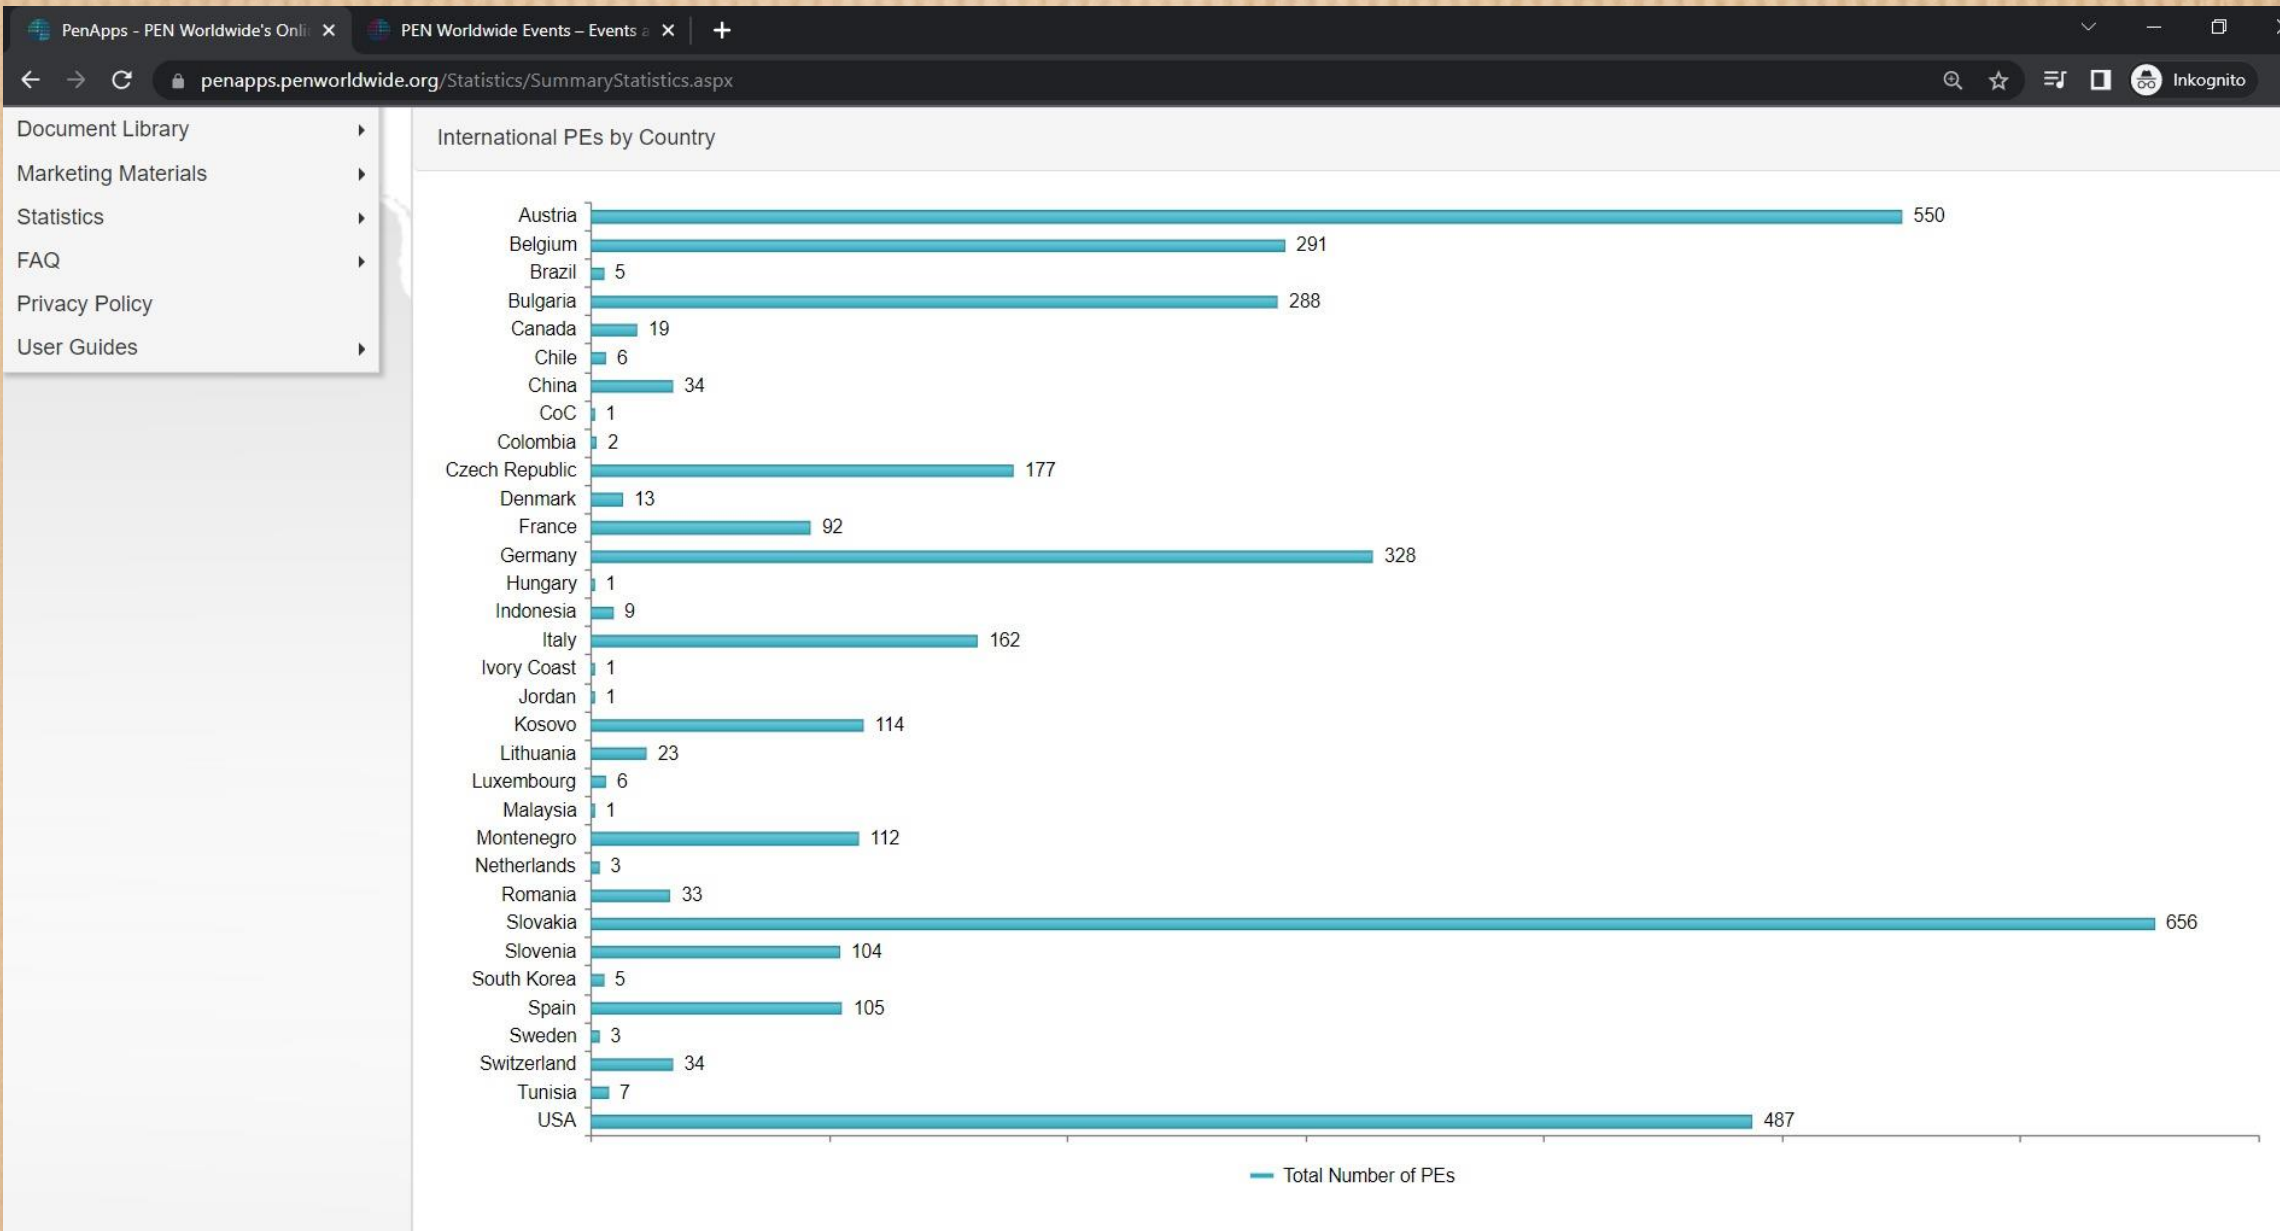 PenApps - PEN Worldwide's Onli
PEN Worldwide Events – Events a
penapps.penworldwide.org/Statistics/SummaryStatistics.aspx
Inkognito
Document Library
Marketing Materials
Statistics
FAQ
Privacy Policy
User Guides
International PEs by Country
Austria 550
Belgium 291
Brazil 5
Bulgaria 288
Canada 19
Chile 6
China 34
CoC 1
Colombia 2
Czech Republic 177
Denmark 13
France 92
Germany 328
Hungary 1
Indonesia 9
Italy 162
Ivory Coast 1
Jordan 1
Kosovo 114
Lithuania 23
Luxembourg 6
Malaysia 1
Montenegro 112
Netherlands 3
Romania 33
Slovakia 656
Slovenia 104
South Korea 5
Spain 105
Sweden 3
Switzerland 34
Tunisia 7
USA 487
Total Number of PEs